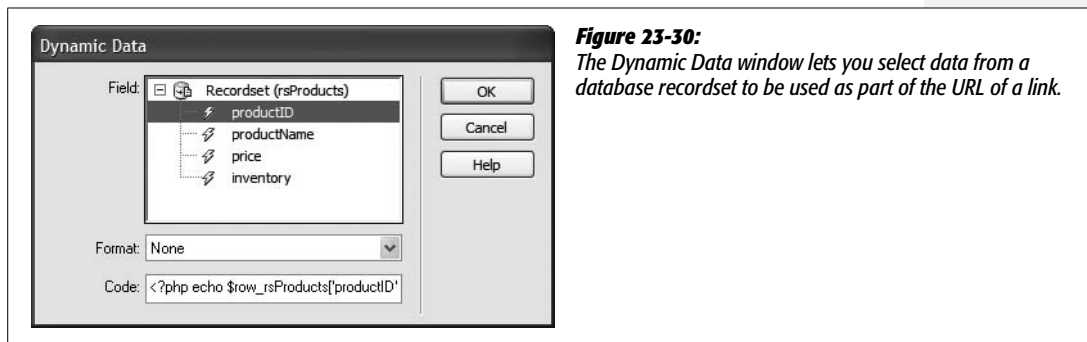 Dynamic Data
Field:
Recordset (rsProducts)
productID
productName
price
inventory
Format: None
Code: <?php echo $row_rsProducts['productID'
OK
Cancel
Help
Figure 23-30:
The Dynamic Data window lets you select data from a
database recordset to be used as part of the URL of a link.